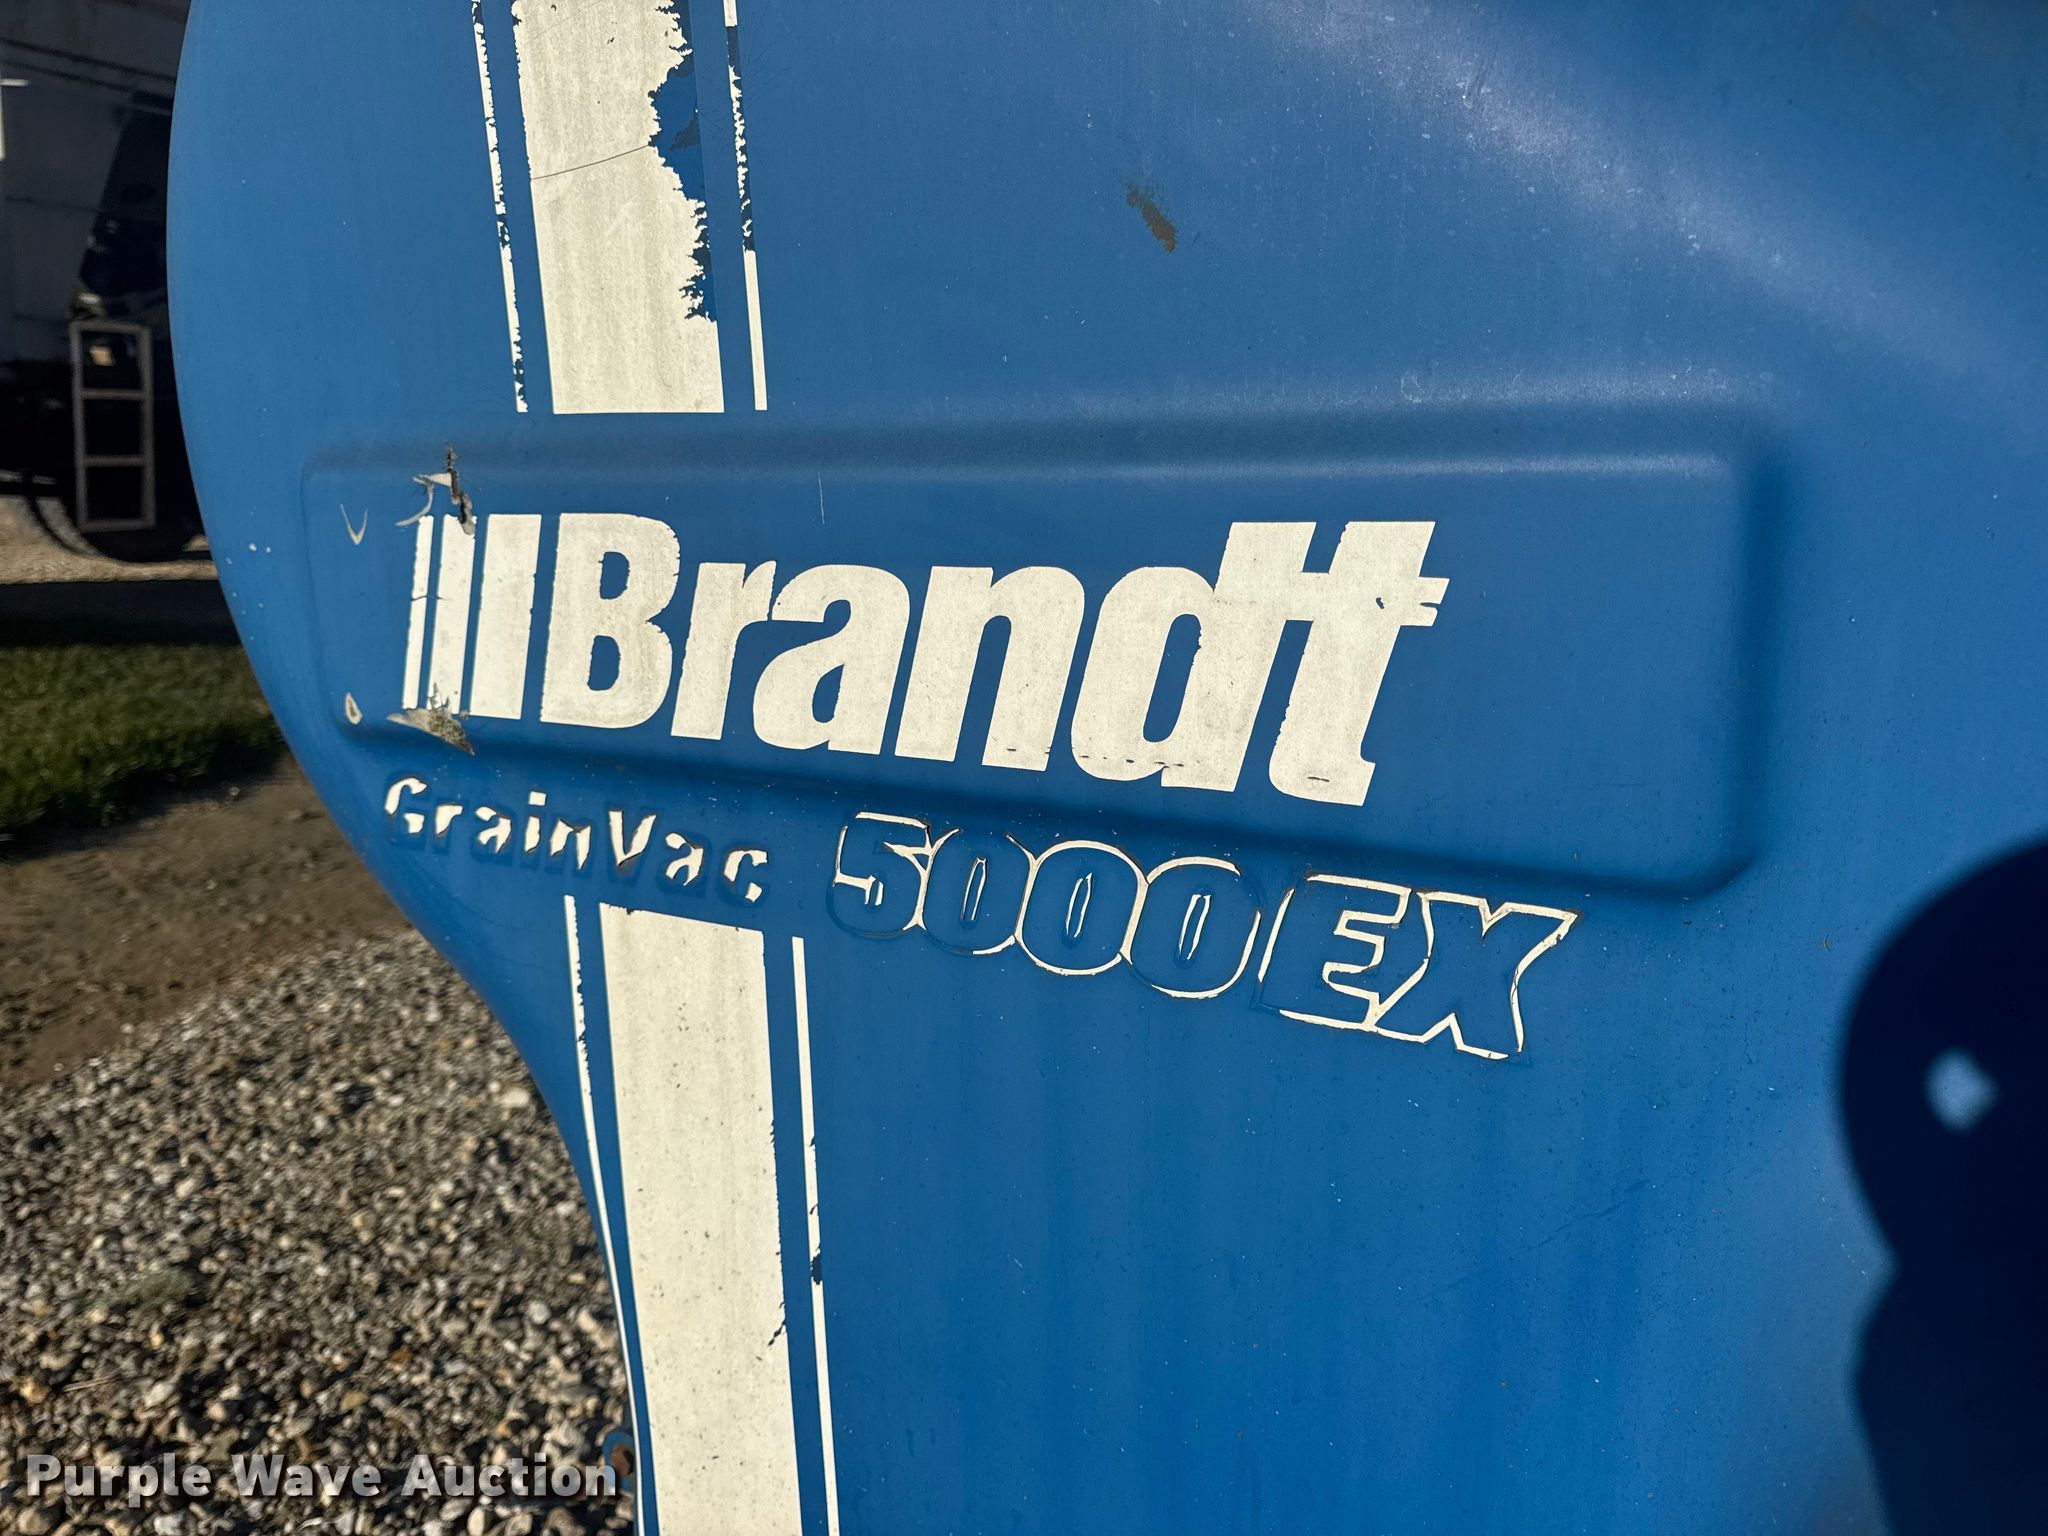 Brandt
GrainVac 5000EX
Purple Wave Auction